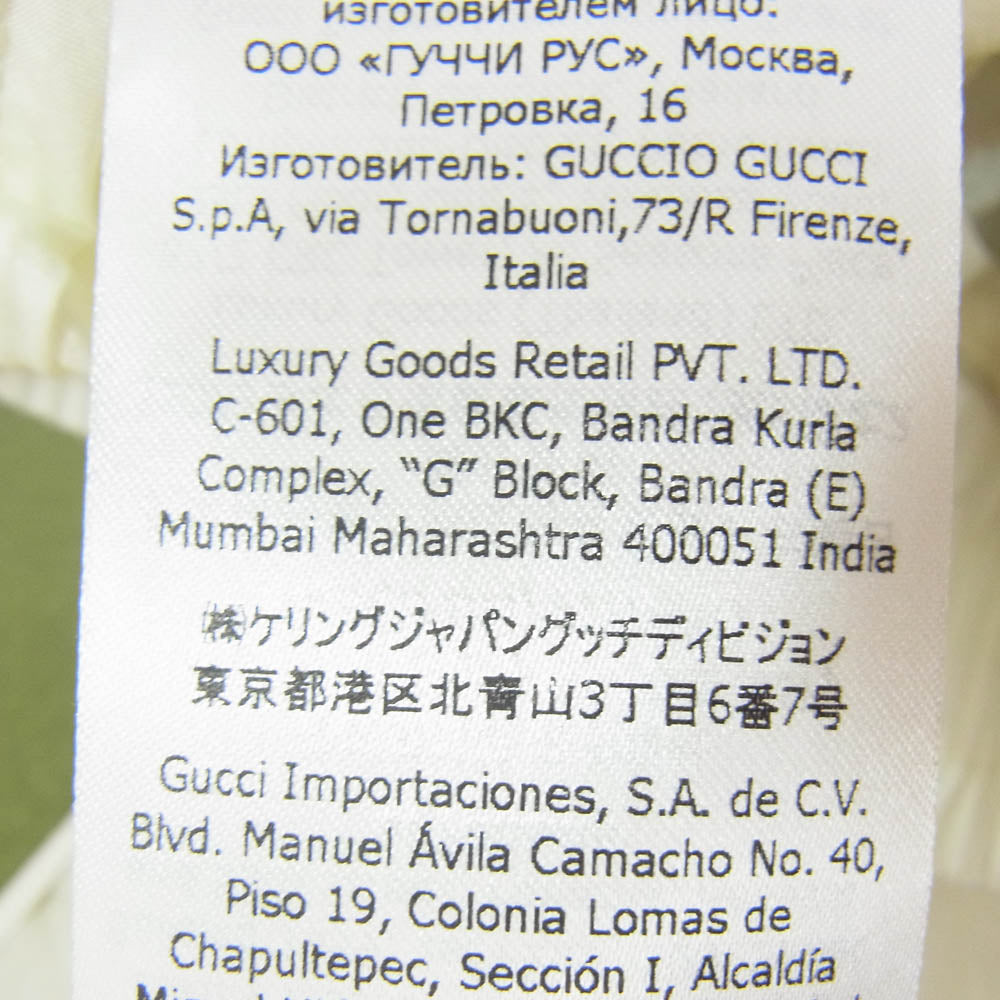 изготовителем лицо:
ООО «ГУЧЧИ РУС», Москва,
Петровка, 16
Изготовитель: GUCCIO GUCCI
S.p.A, via Tornabuoni,73/R Firenze,
Italia
Luxury Goods Retail PVT. LTD.
C-601, One BKC, Bandra Kurla
Complex, “G” Block, Bandra (E)
Mumbai Maharashtra 400051 India
㈱ケリングジャパングッチディビジョン
東京都港区北青山3丁目6番7号
Gucci Importaciones, S.A. de C.V.
Blvd. Manuel Ávila Camacho No. 40,
Piso 19, Colonia Lomas de
Chapultepec, Sección I, Alcaldía